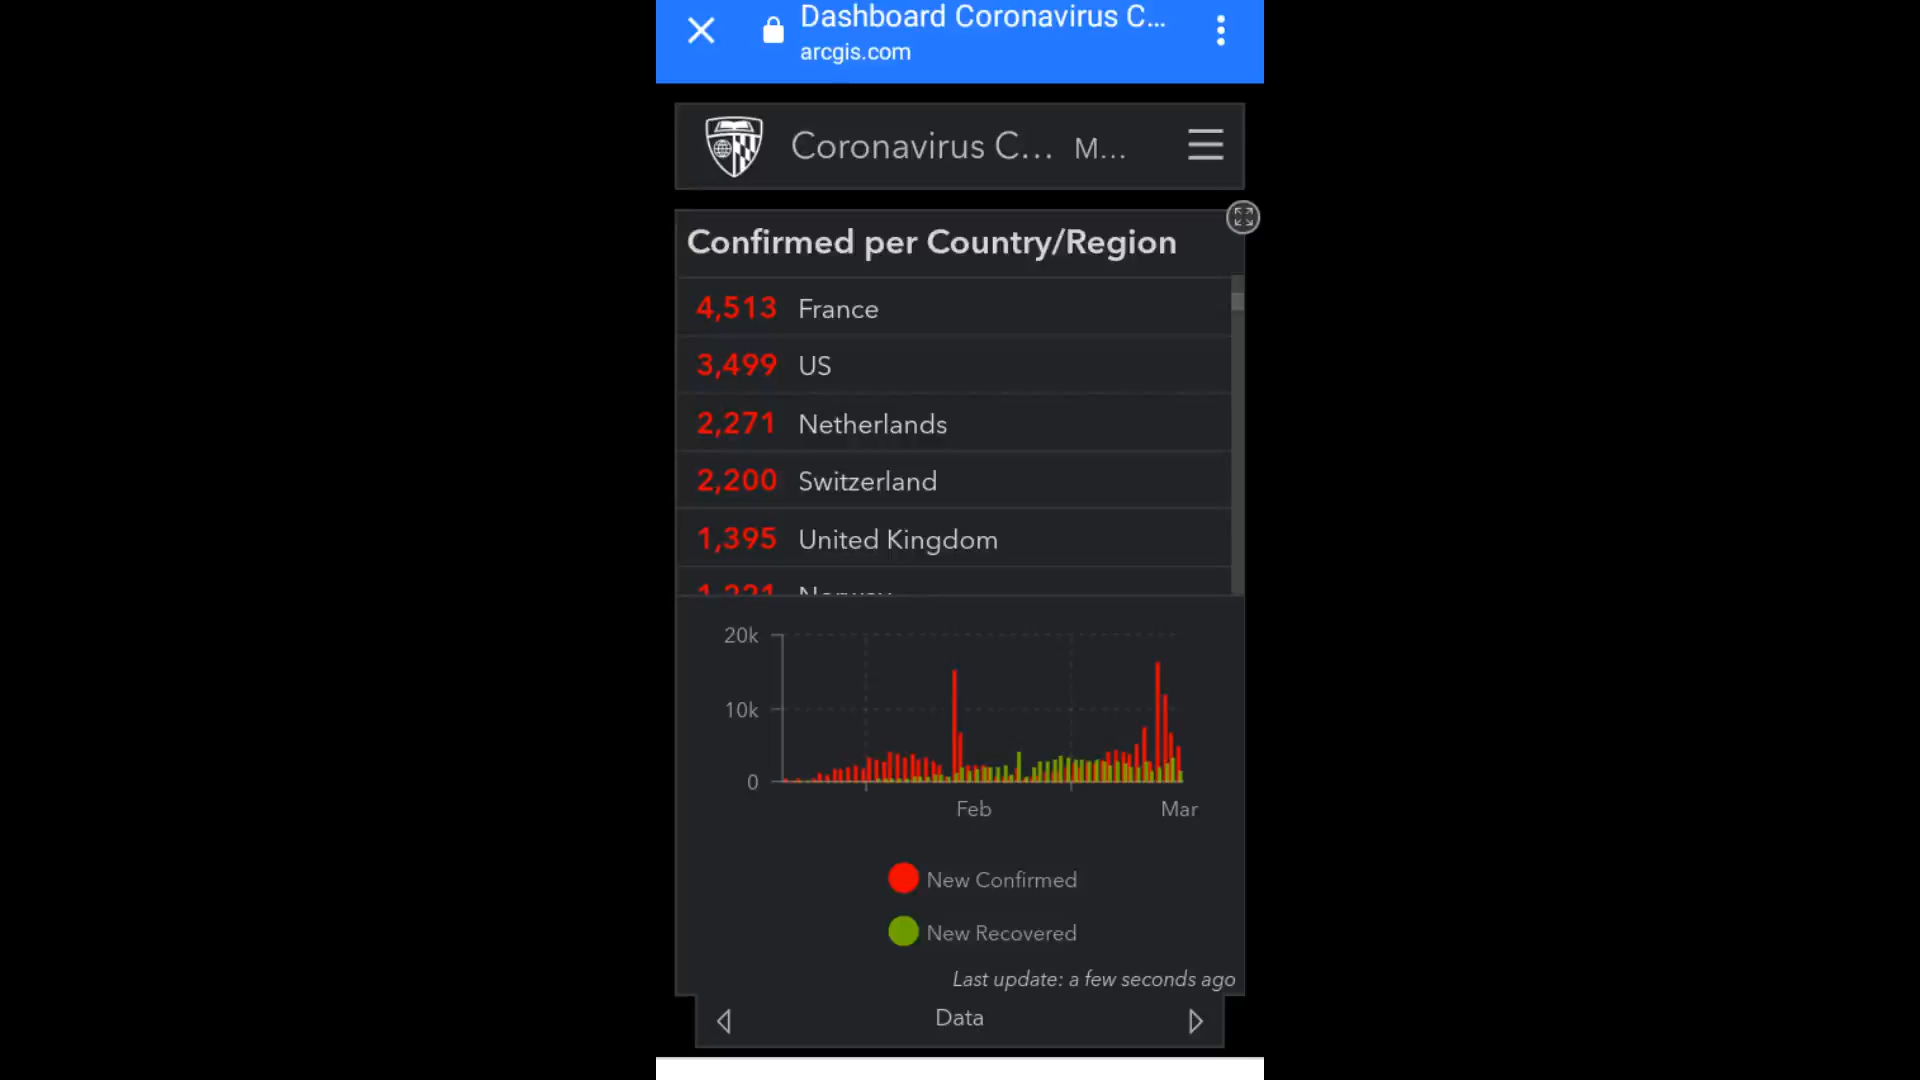 Dashboard Coronavirus C...
arcgis.com
Coronavirus C... M...
Confirmed per Country/Region
4,513 France
3,499 US
2,271 Netherlands
2,200 Switzerland
1,395 United Kingdom
20k
10k
0
Feb Mar
New Confirmed
New Recovered
Last update: a few seconds ago
Data